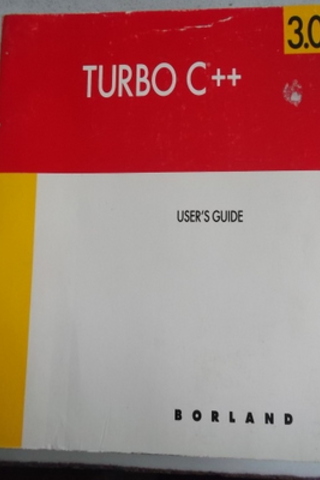 3.0
TURBO C++
USER'S GUIDE
BORLAND